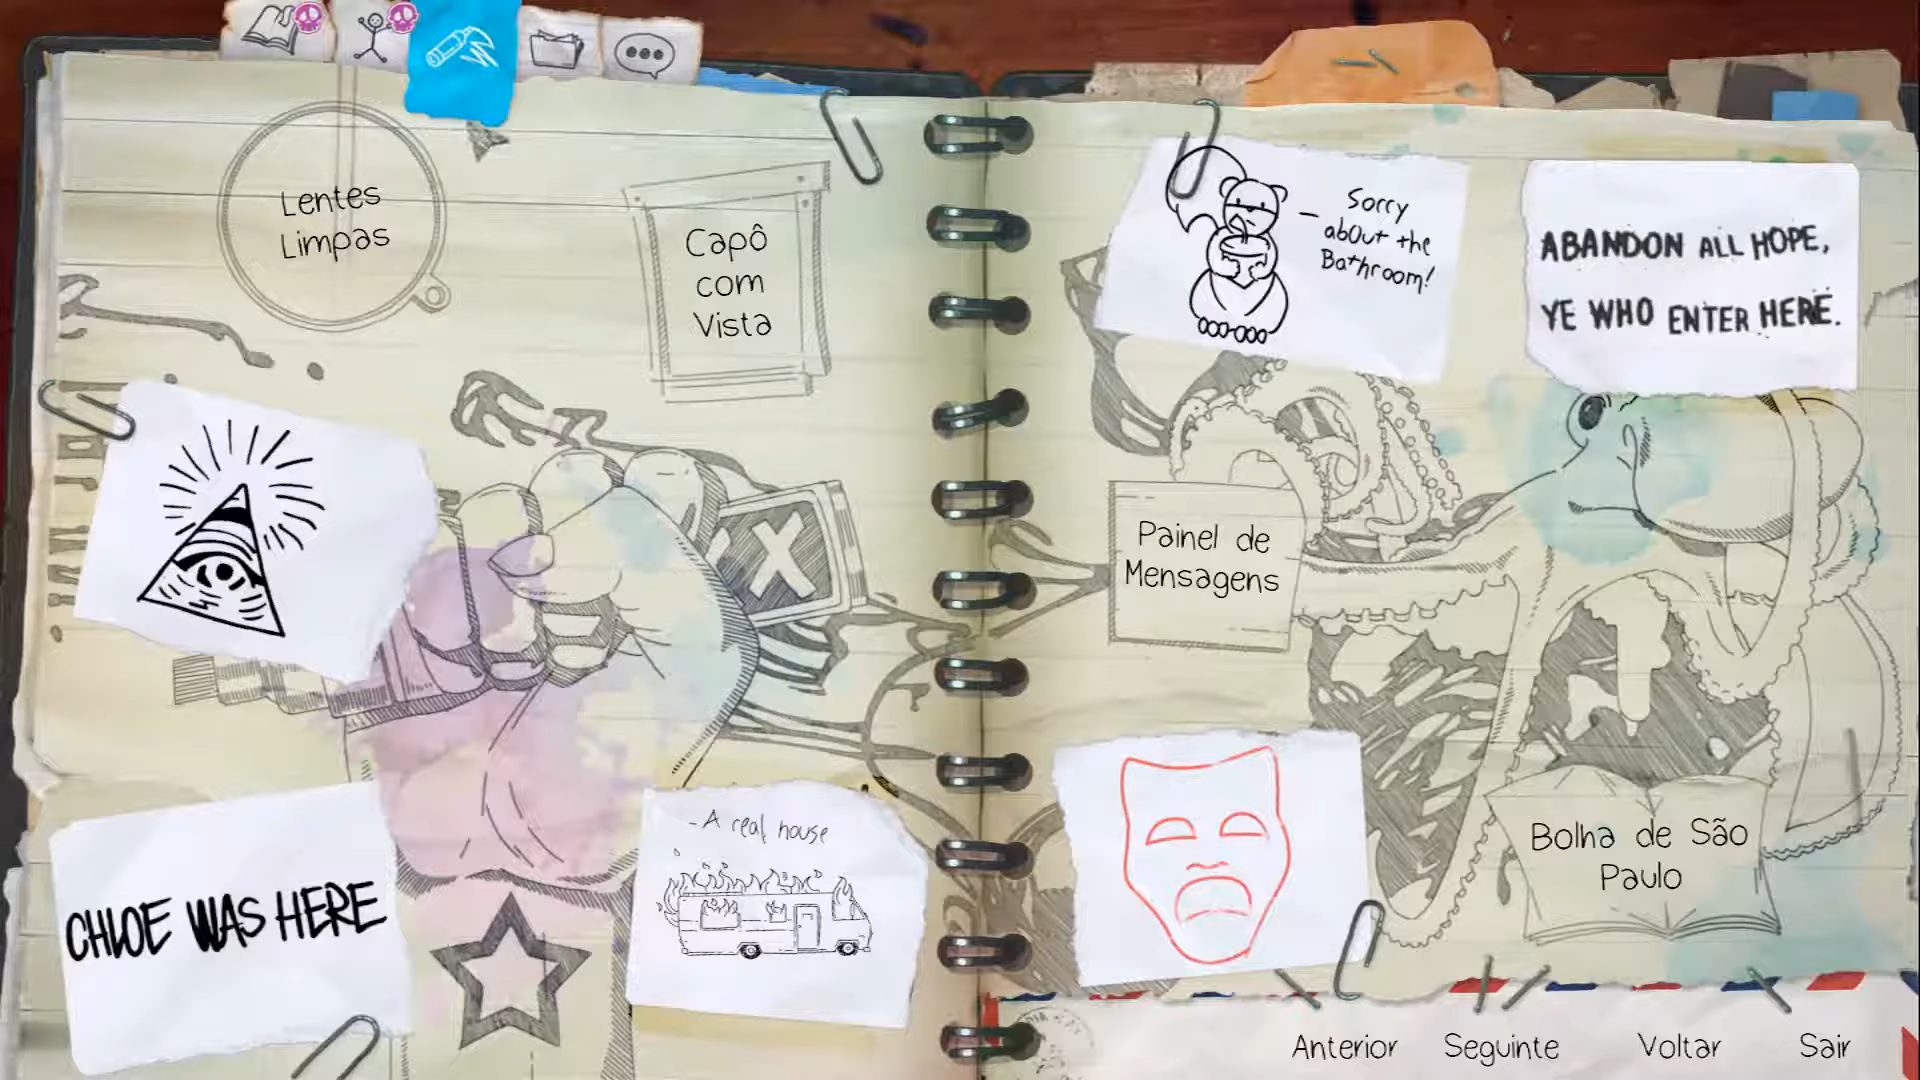 Lentes
Limpas
Capô
com
Vista
CHLOE WAS HERE
- A real house
X
- Sorry
about the
Bathroom!
ABANDON ALL HOPE,
YE WHO ENTER HERE.
Painel de
Mensagens
Bolha de São
Paulo
Anterior
Seguinte
Voltar
Sair